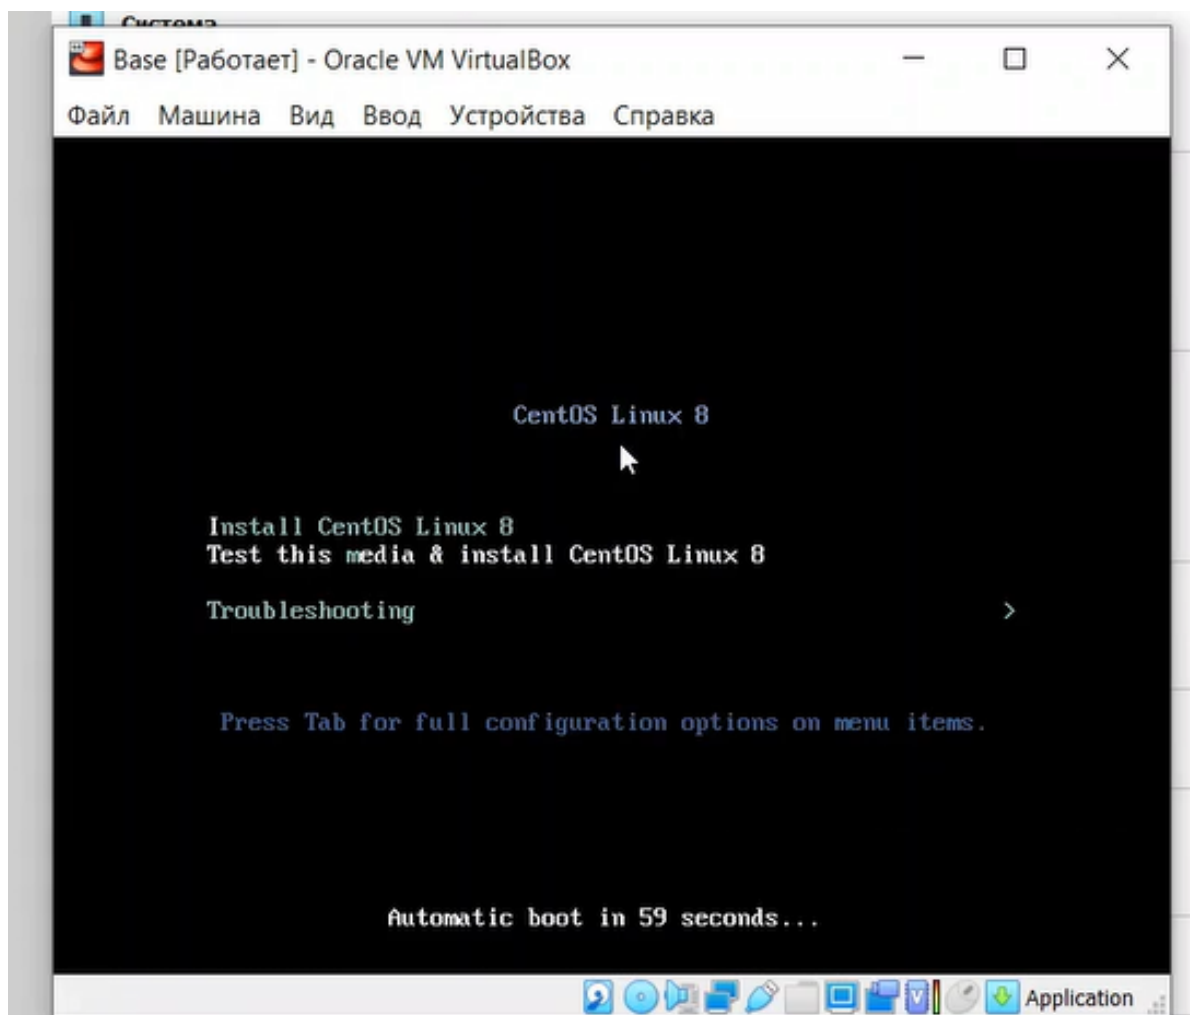 Система
Base [Работает] - Oracle VM VirtualBox
Файл Машина Вид Ввод Устройства Справка
CentOS Linux 8
Install CentOS Linux 8
Test this media & install CentOS Linux 8
Troubleshooting >
Press Tab for full configuration options on menu items.
Automatic boot in 59 seconds...
Application